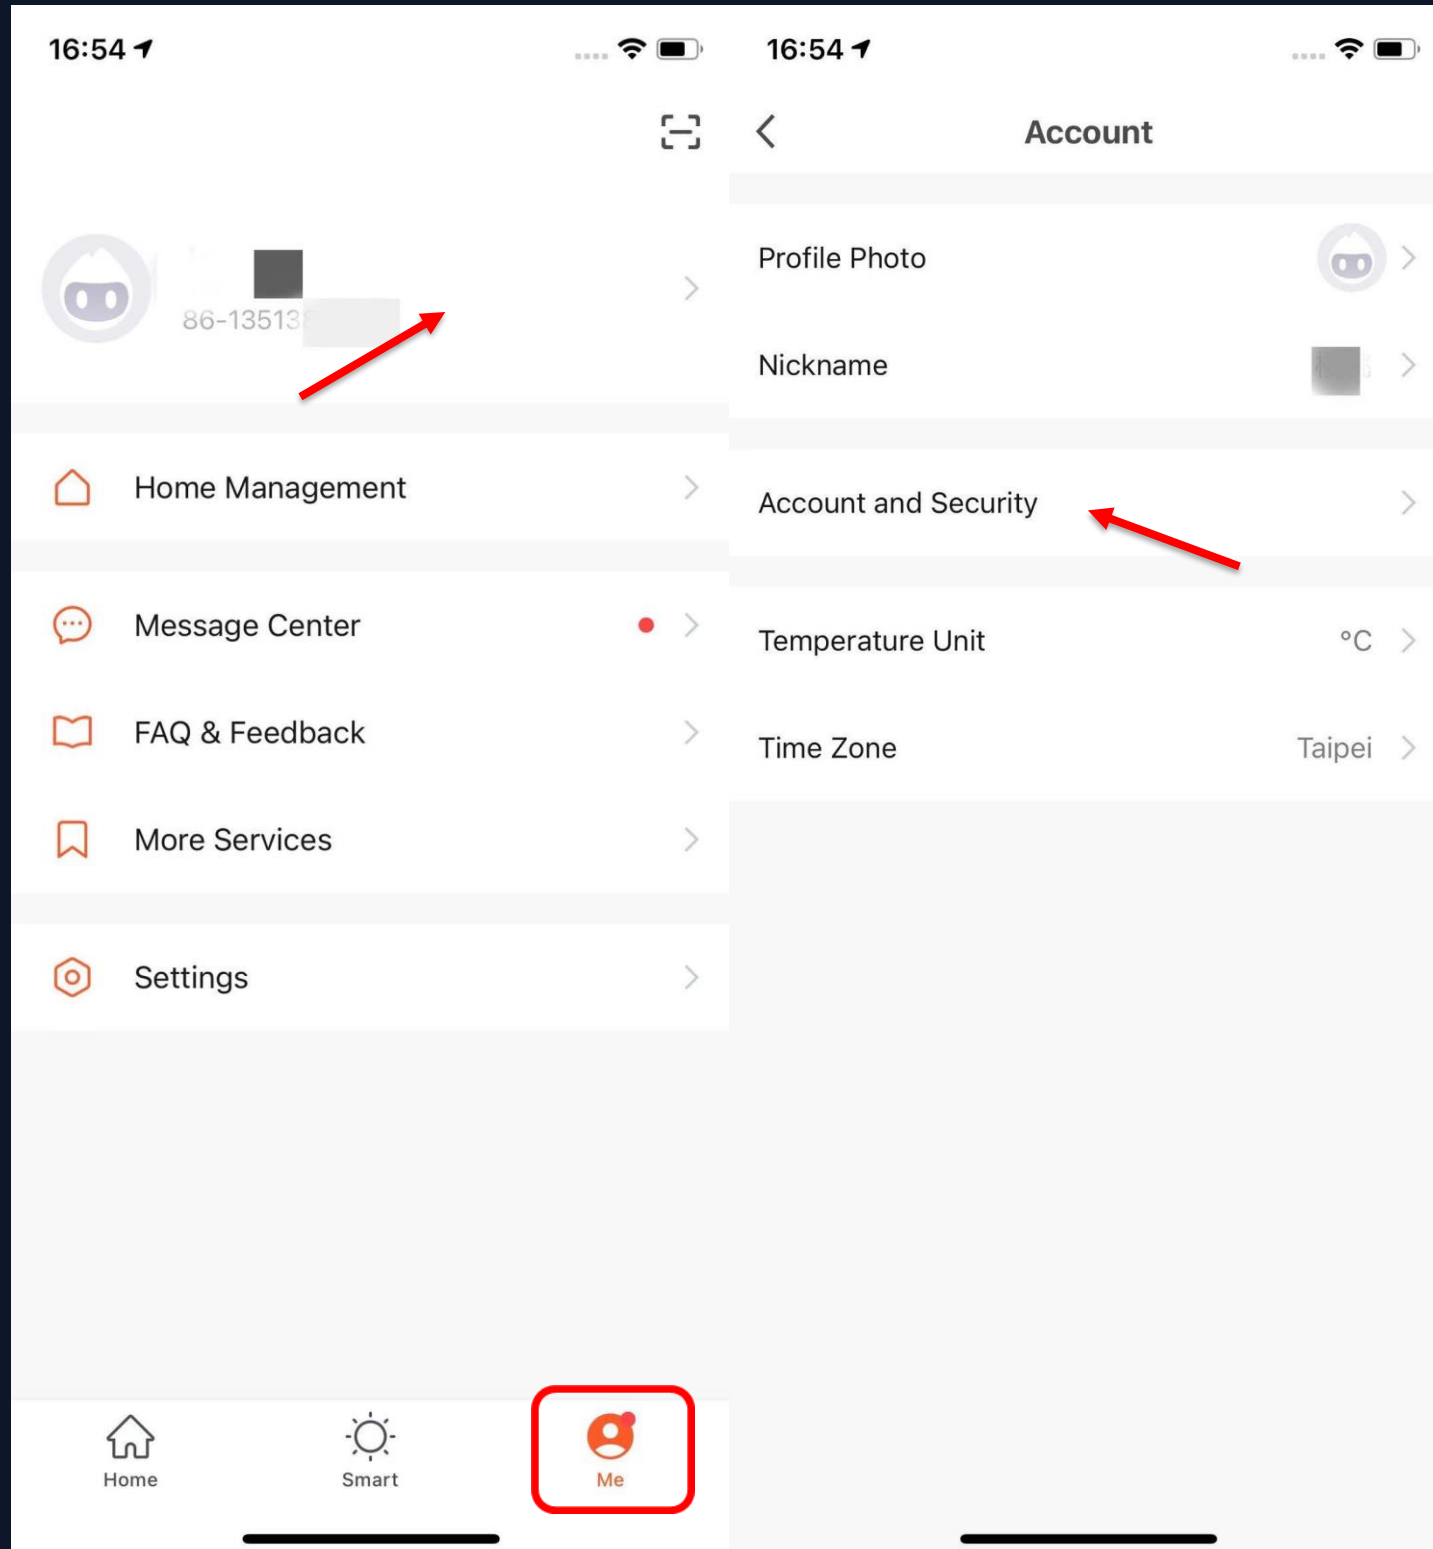 16:54
86-13513
Home Management
Message Center
FAQ & Feedback
More Services
Settings
Home
Smart
Me
16:54
Account
Profile Photo
Nickname
Account and Security
Temperature Unit °C
Time Zone Taipei